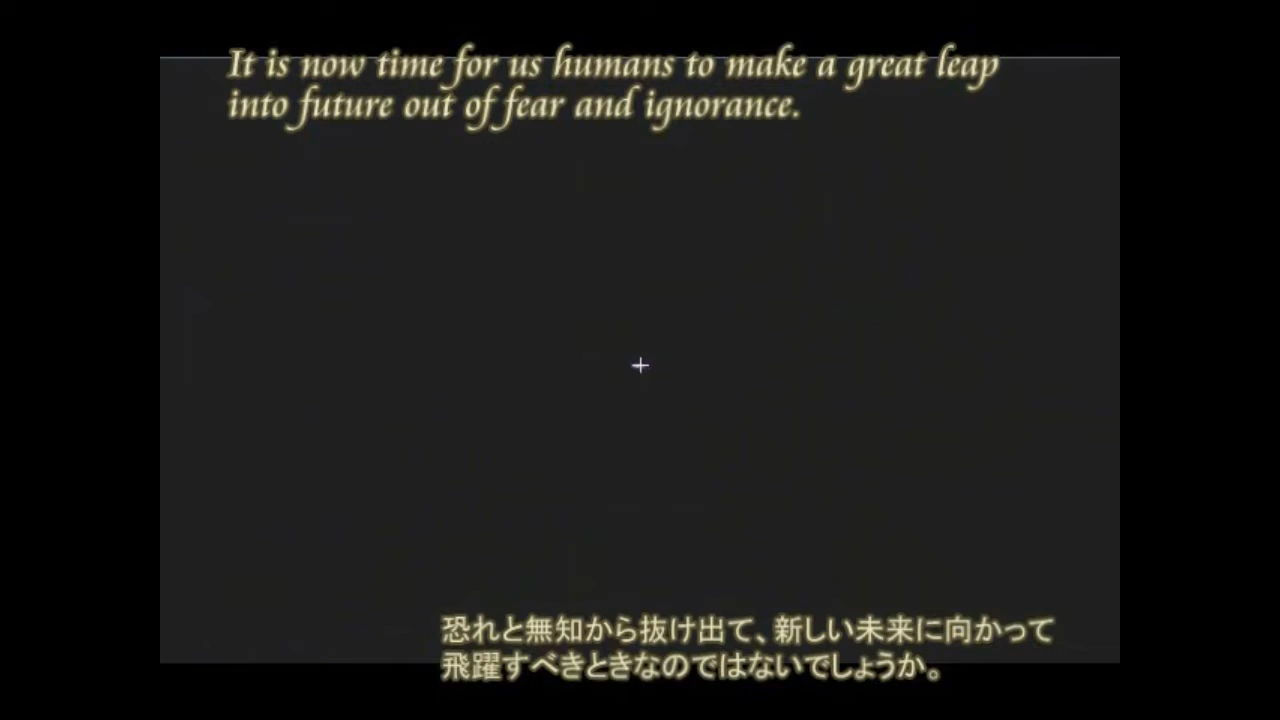 It is now time for us humans to make a great leap
into future out of fear and ignorance.
恐れと無知から抜け出て、新しい未来に向かって
飛躍すべきときなのではないでしょうか。